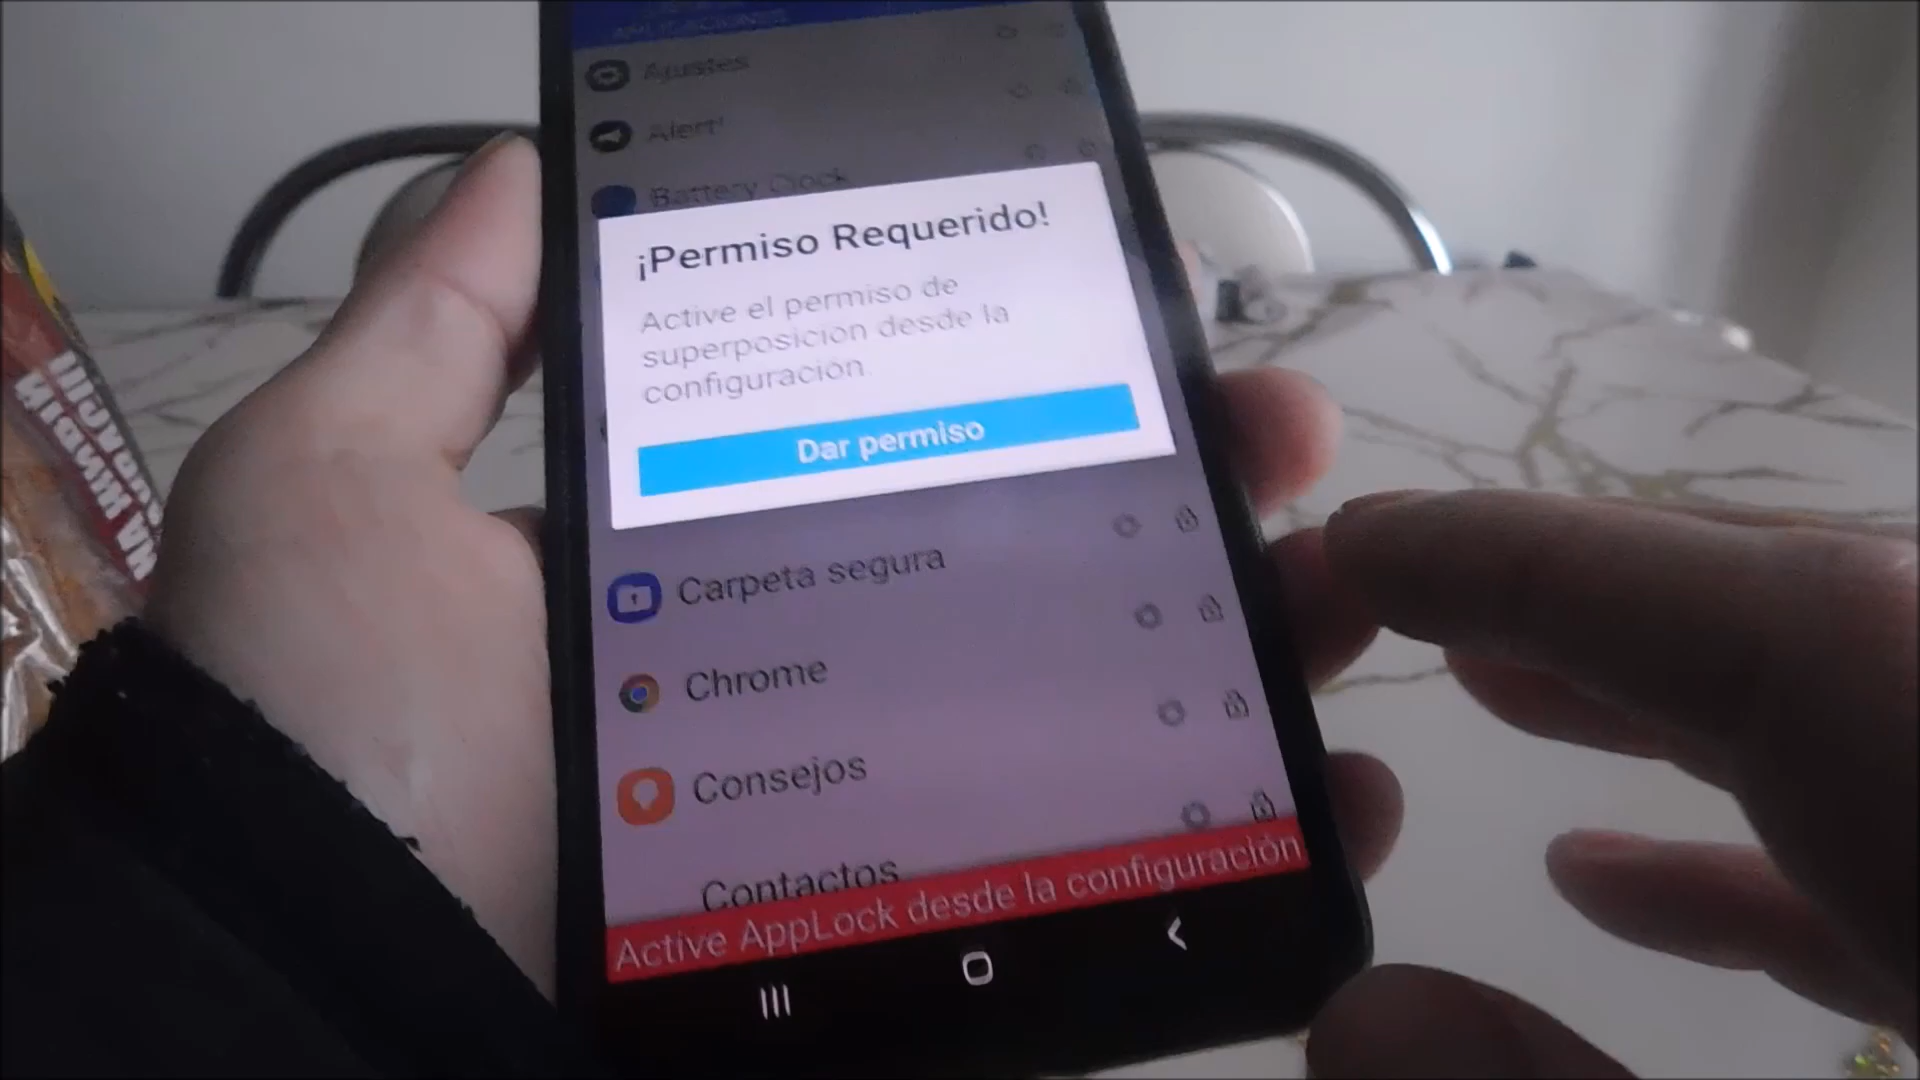 APLICACIONES
Ajustes
Alert!
Battery Clock
¡Permiso Requerido!
Active el permiso de
superposición desde la
configuración.
Dar permiso
Carpeta segura
Chrome
Consejos
Contactos
Active AppLock desde la configuración